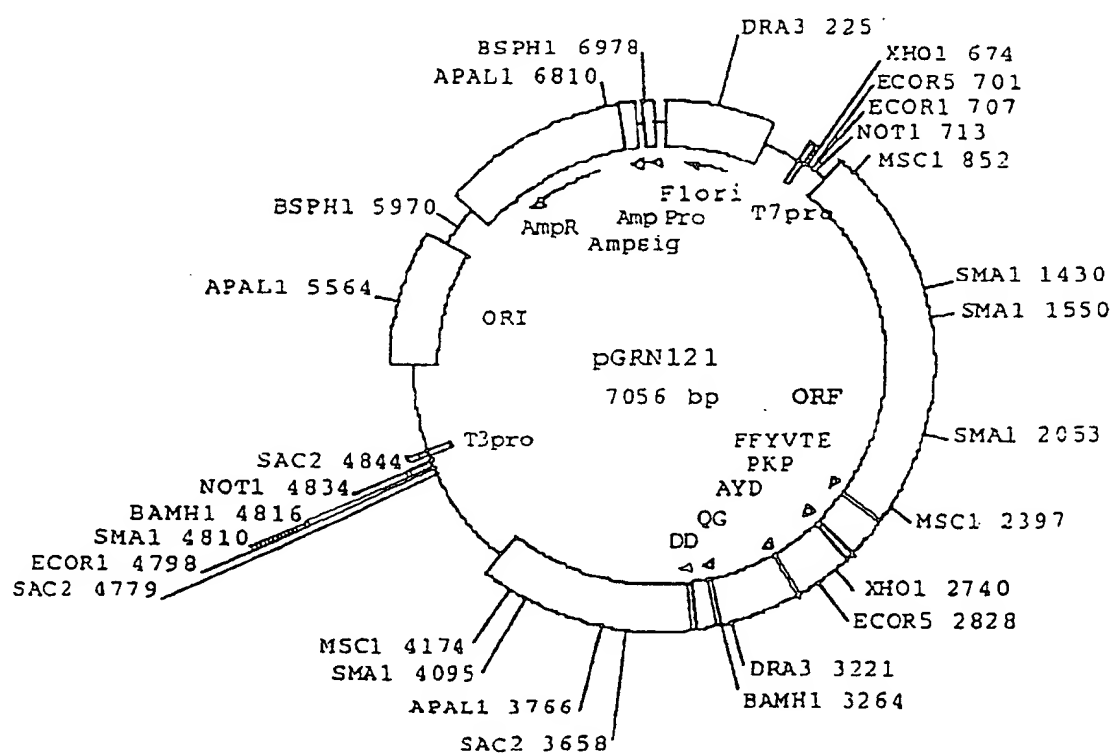 DRA3 225
BSPH1 6978
XHO1 674
APAL1 6810
ECOR5 701
ECOR1 707
NOT1 713
MSC1 852
F1ori
BSPH1 5970
T7pro
Amp Pro
AmpR
Ampsig
SMA1 1430
APAL1 5564
SMA1 1550
ORI
pGRN121
7056 bp
ORF
T3pro
FFYVTE
SMA1 2053
SAC2 4844
PKP
NOT1 4834
AYD
BAMH1 4816
QG
MSC1 2397
SMA1 4810
DD
ECOR1 4798
SAC2 4779
XHO1 2740
ECOR5 2828
MSC1 4174
SMA1 4095
DRA3 3221
APAL1 3766
BAMH1 3264
SAC2 3658